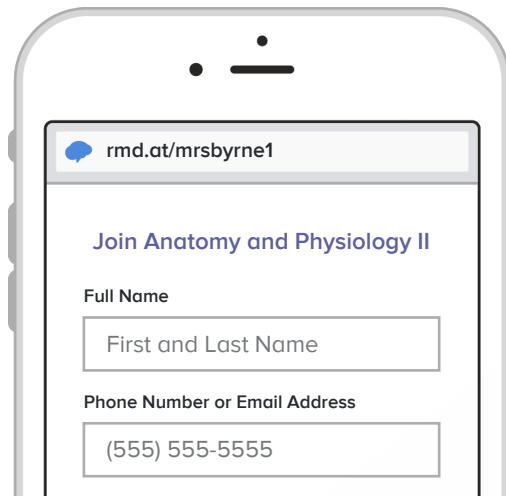 rmd.at/mrsbyrne1
Join Anatomy and Physiology II
Full Name
First and Last Name
Phone Number or Email Address
(555) 555-5555